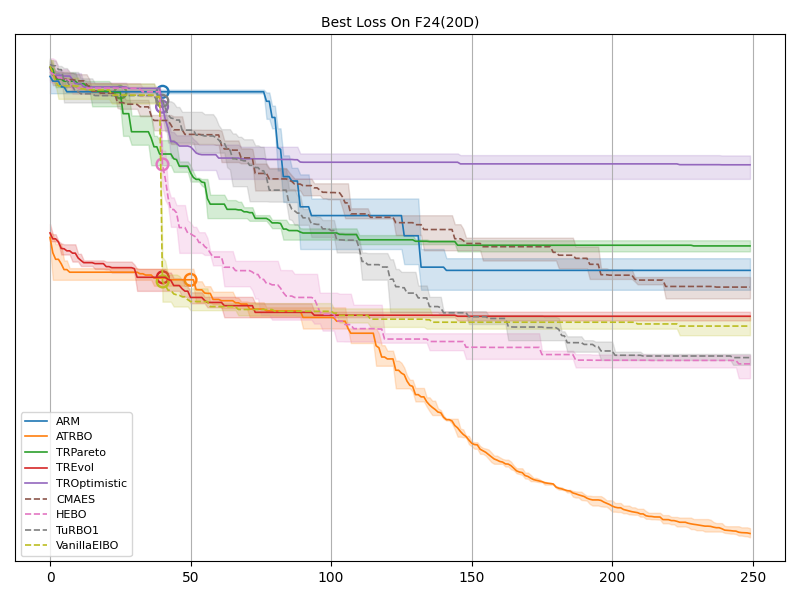 Best Loss On F24(20D)
ARM
ATRBO
TRPareto
TREvol
TROptimistic
CMAES
HEBO
TuRBO1
VanillaEIBO
0 50 100 150 200 250